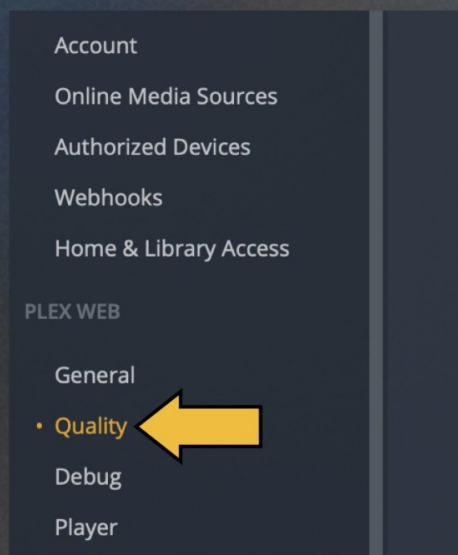 Account
Online Media Sources
Authorized Devices
Webhooks
Home & Library Access
PLEX WEB
General
• Quality
Debug
Player